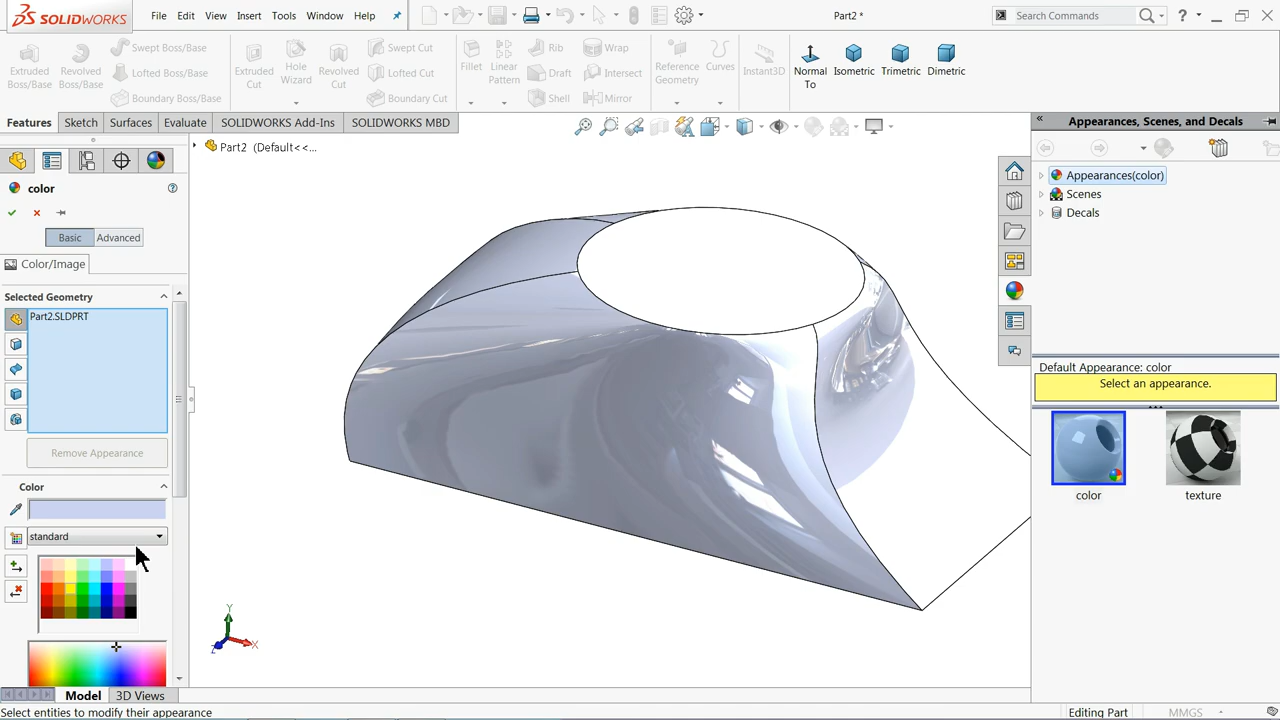 SOLIDWORKS File Edit View Insert Tools Window Help Part2 * Search Commands ?
Extruded Boss/Base
Revolved Boss/Base
Swept Boss/Base
Lofted Boss/Base
Boundary Boss/Base
Extruded Cut
Hole Wizard
Revolved Cut
Swept Cut
Lofted Cut
Boundary Cut
Fillet
Linear Pattern
Rib
Draft
Shell
Wrap
Intersect
Mirror
Reference Geometry
Curves
Instant3D
Normal To
Isometric
Trimetric
Dimetric
Features Sketch Surfaces Evaluate SOLIDWORKS Add-Ins SOLIDWORKS MBD
Part2 (Default<<...
color
Basic Advanced
Color/Image
Selected Geometry
Part2.SLDPRT
Remove Appearance
Color
standard
Y
X
Z
Appearances, Scenes, and Decals
Appearances(color)
Scenes
Decals
Default Appearance: color
Select an appearance.
color texture
Model 3D Views
Select entities to modify their appearance Editing Part MMGS